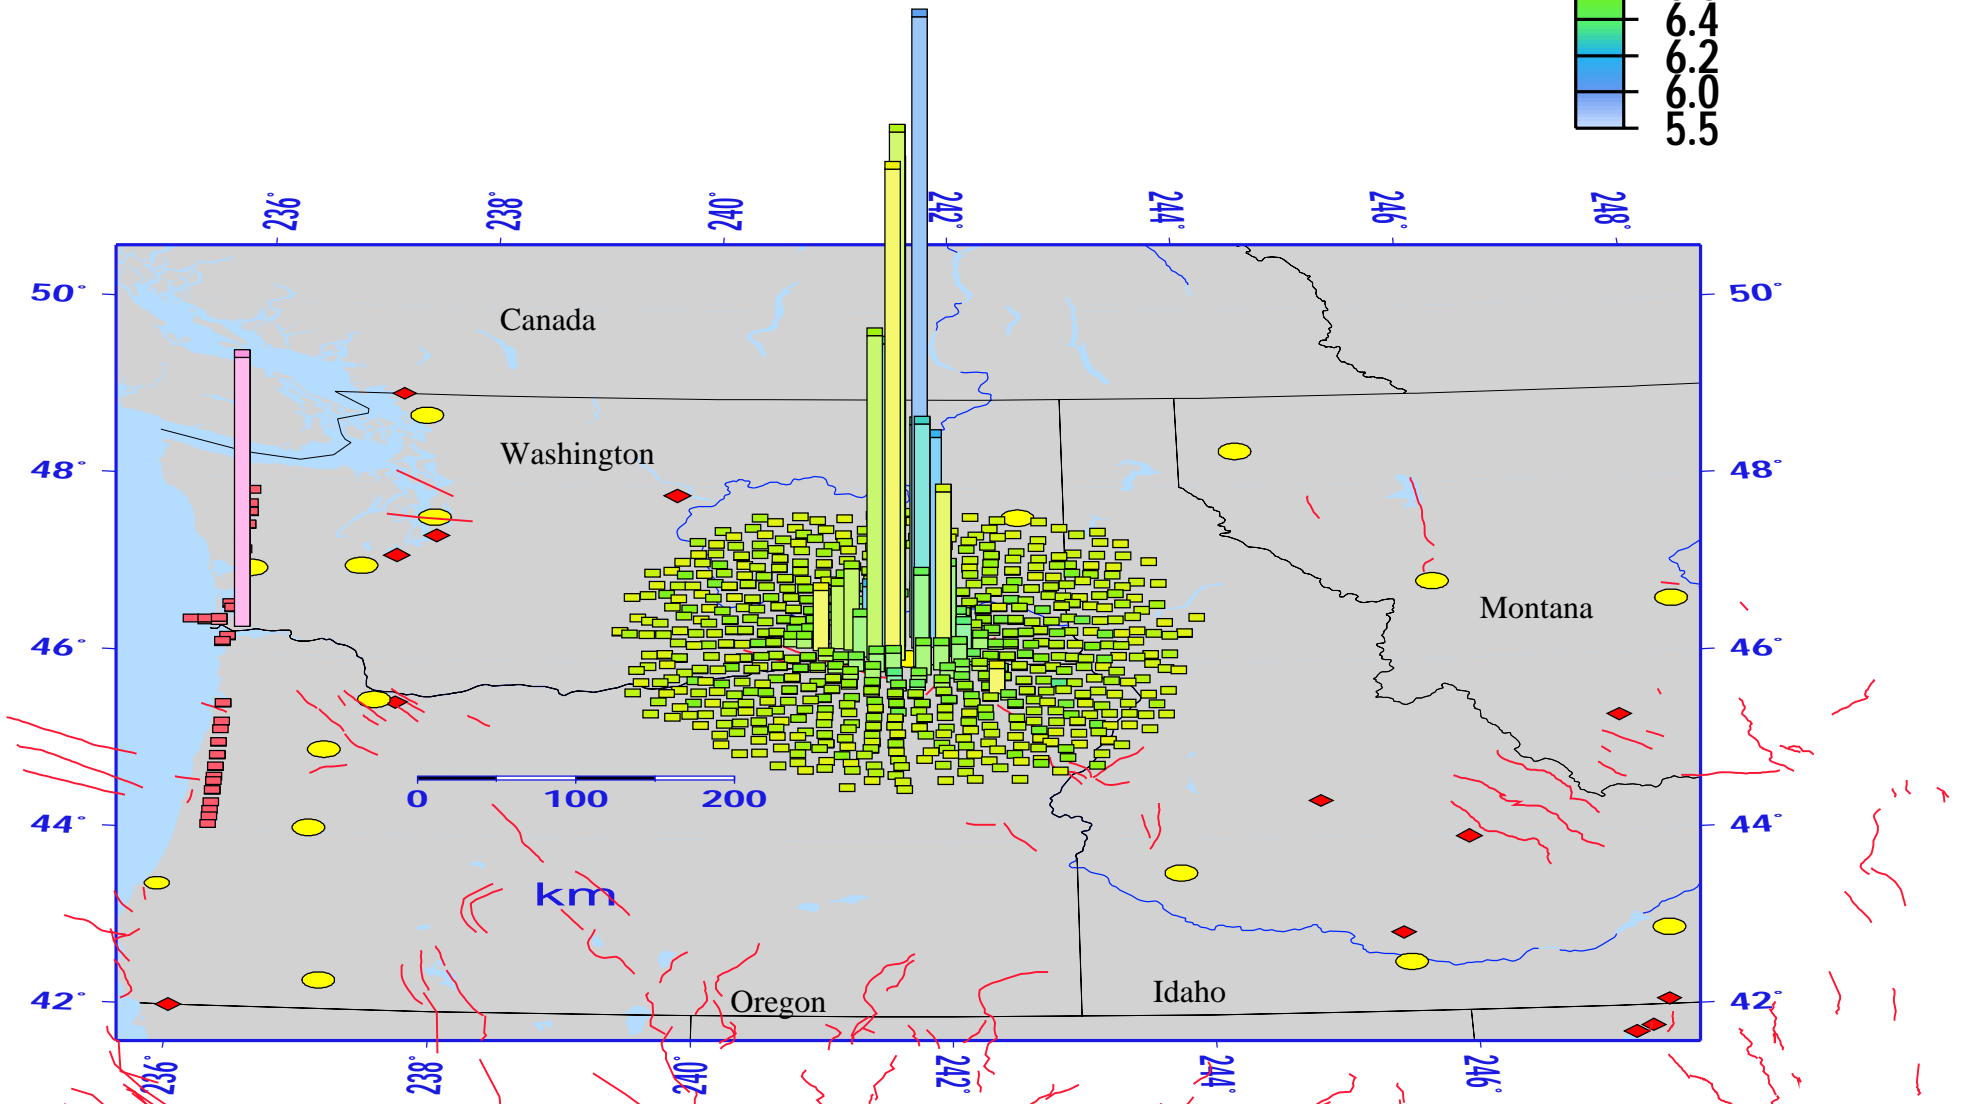 6.4
6.2
6.0
5.5
236° 238° 240° 242° 244° 246° 248°
50° 50°
Canada
48° Washington 48°
46° Montana 46°
0 100 200
44° 44°
km
42° Oregon Idaho 42°
236° 238° 240° 242° 244° 246°